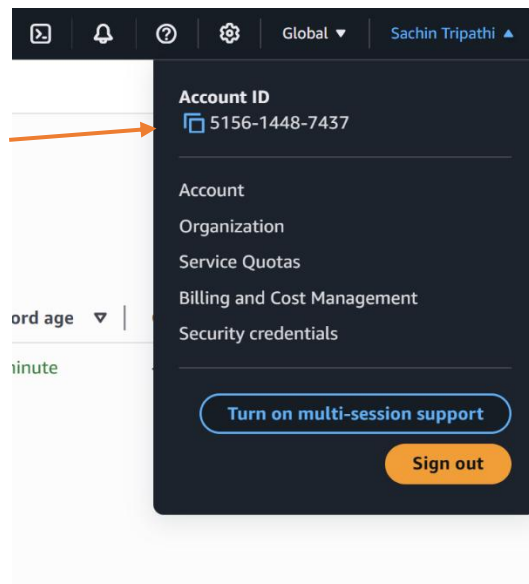 Global ▼ Sachin Tripathi ▲
Account ID
5156-1448-7437
Account
Organization
Service Quotas
Billing and Cost Management
Security credentials
ord age ▼
inute
Turn on multi-session support
Sign out